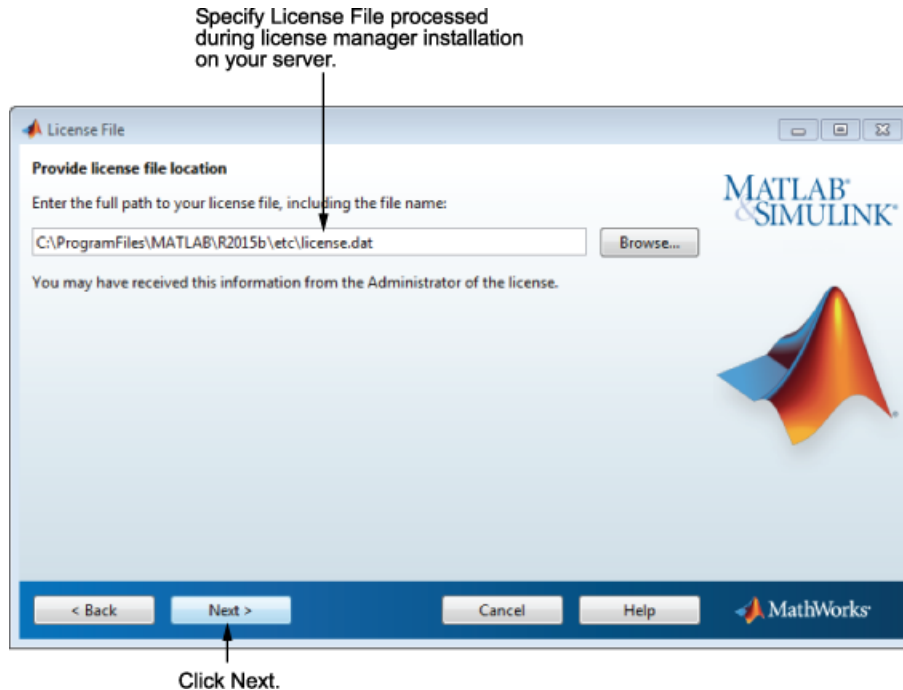 Specify License File processed
during license manager installation
on your server.
License File
Provide license file location
Enter the full path to your license file, including the file name:
C:\ProgramFiles\MATLAB\R2015b\etc\license.dat
Browse...
You may have received this information from the Administrator of the license.
MATLAB®
&SIMULINK®
< Back
Next >
Cancel
Help
MathWorks®
Click Next.